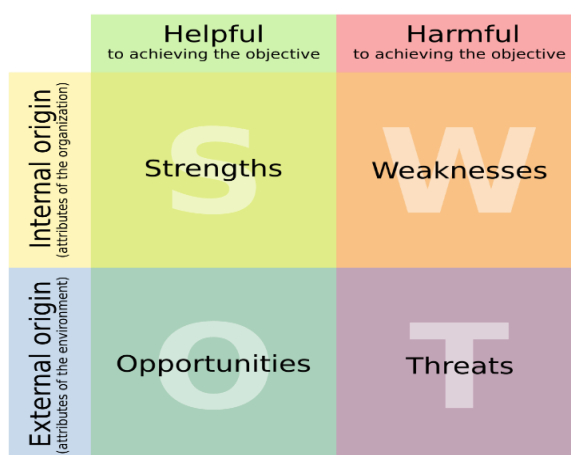 Helpful
to achieving the objective
Harmful
to achieving the objective
Internal origin
(attributes of the organization)
S
Strengths
W
Weaknesses
External origin
(attributes of the environment)
O
Opportunities
T
Threats